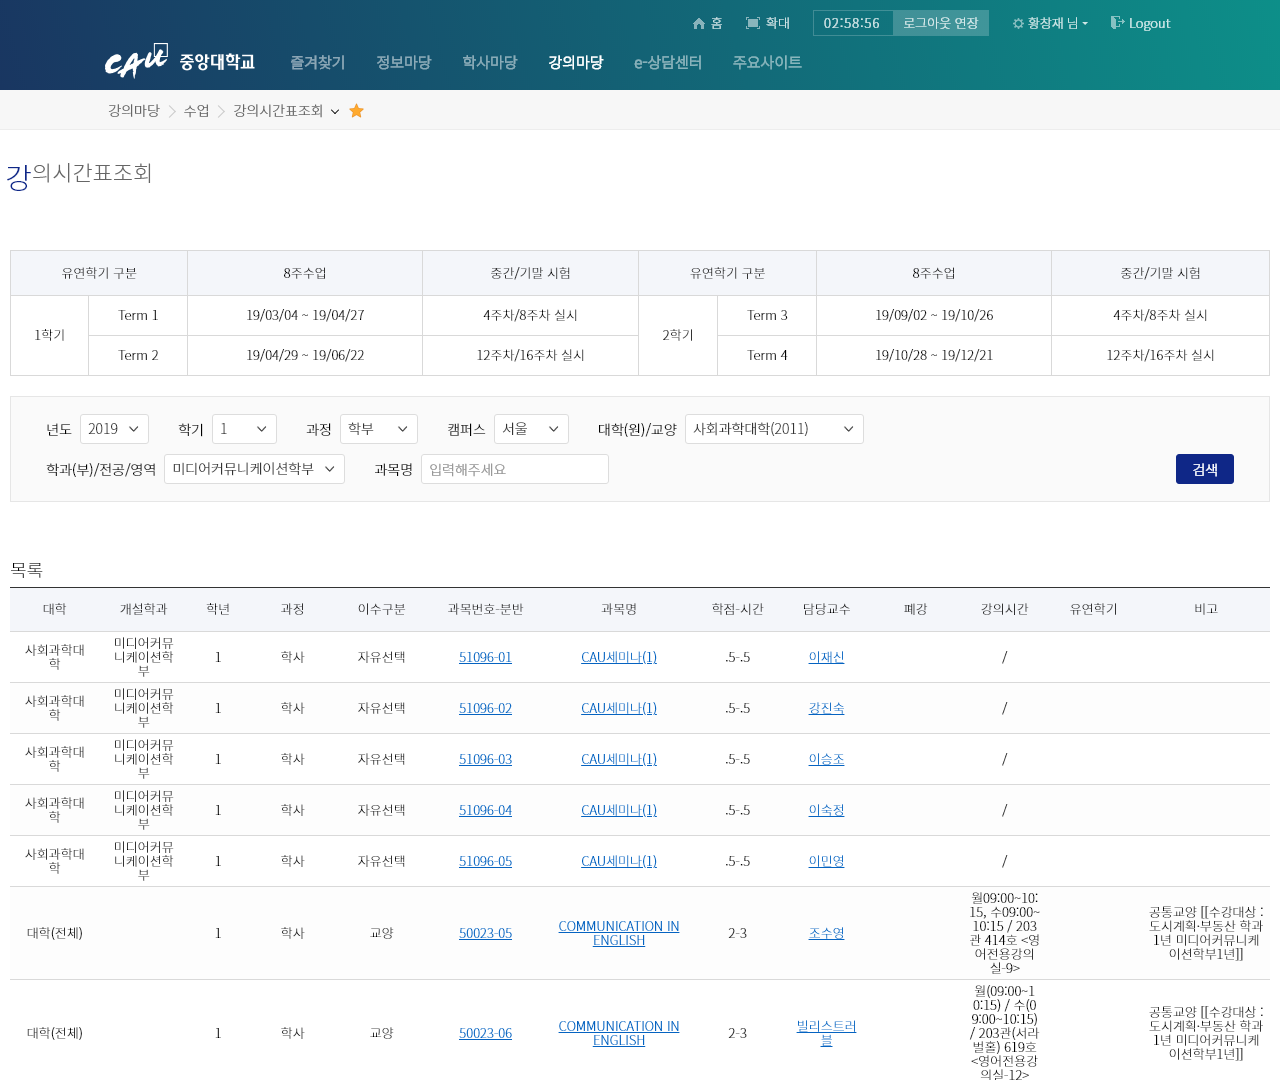 홈 확대 02:58:56 로그아웃 연장 황창재 님 Logout
CAU 중앙대학교 즐겨찾기 정보마당 학사마당 강의마당 e-상담센터 주요사이트
강의마당 수업 강의시간표조회
강의시간표조회
유연학기 구분 8주수업 중간/기말 시험 유연학기 구분 8주수업 중간/기말 시험
1학기 Term 1 19/03/04 ~ 19/04/27 4주차/8주차 실시 2학기 Term 3 19/09/02 ~ 19/10/26 4주차/8주차 실시
Term 2 19/04/29 ~ 19/06/22 12주차/16주차 실시 Term 4 19/10/28 ~ 19/12/21 12주차/16주차 실시
년도 2019 학기 1 과정 학부 캠퍼스 서울 대학(원)/교양 사회과학대학(2011)
학과(부)/전공/영역 미디어커뮤니케이션학부 과목명 입력해주세요 검색
목록
대학 개설학과 학년 과정 이수구분 과목번호-분반 과목명 학점-시간 담당교수 폐강 강의시간 유연학기 비고
사회과학대
학
미디어커뮤
니케이션학
부
1 학사 자유선택 51096-01 CAU세미나(1) .5-.5 이재신 /
사회과학대
학
미디어커뮤
니케이션학
부
1 학사 자유선택 51096-02 CAU세미나(1) .5-.5 강진숙 /
사회과학대
학
미디어커뮤
니케이션학
부
1 학사 자유선택 51096-03 CAU세미나(1) .5-.5 이승조 /
사회과학대
학
미디어커뮤
니케이션학
부
1 학사 자유선택 51096-04 CAU세미나(1) .5-.5 이숙정 /
사회과학대
학
미디어커뮤
니케이션학
부
1 학사 자유선택 51096-05 CAU세미나(1) .5-.5 이민영 /
대학(전체) 1 학사 교양 50023-05
COMMUNICATION IN
ENGLISH
2-3 조수영
월09:00~10:
15, 수09:00~
10:15 / 203
관 414호 <영
어전용강의
실-9>
공통교양 [[수강대상 :
도시계획·부동산 학과
1년 미디어커뮤니케
이션학부1년]]
대학(전체) 1 학사 교양 50023-06
COMMUNICATION IN
ENGLISH
2-3
빌리스트러
블
월(09:00~1
0:15) / 수(0
9:00~10:15)
/ 203관(서라
벌홀) 619호
<영어전용강
의실-12>
공통교양 [[수강대상 :
도시계획·부동산 학과
1년 미디어커뮤니케
이션학부1년]]